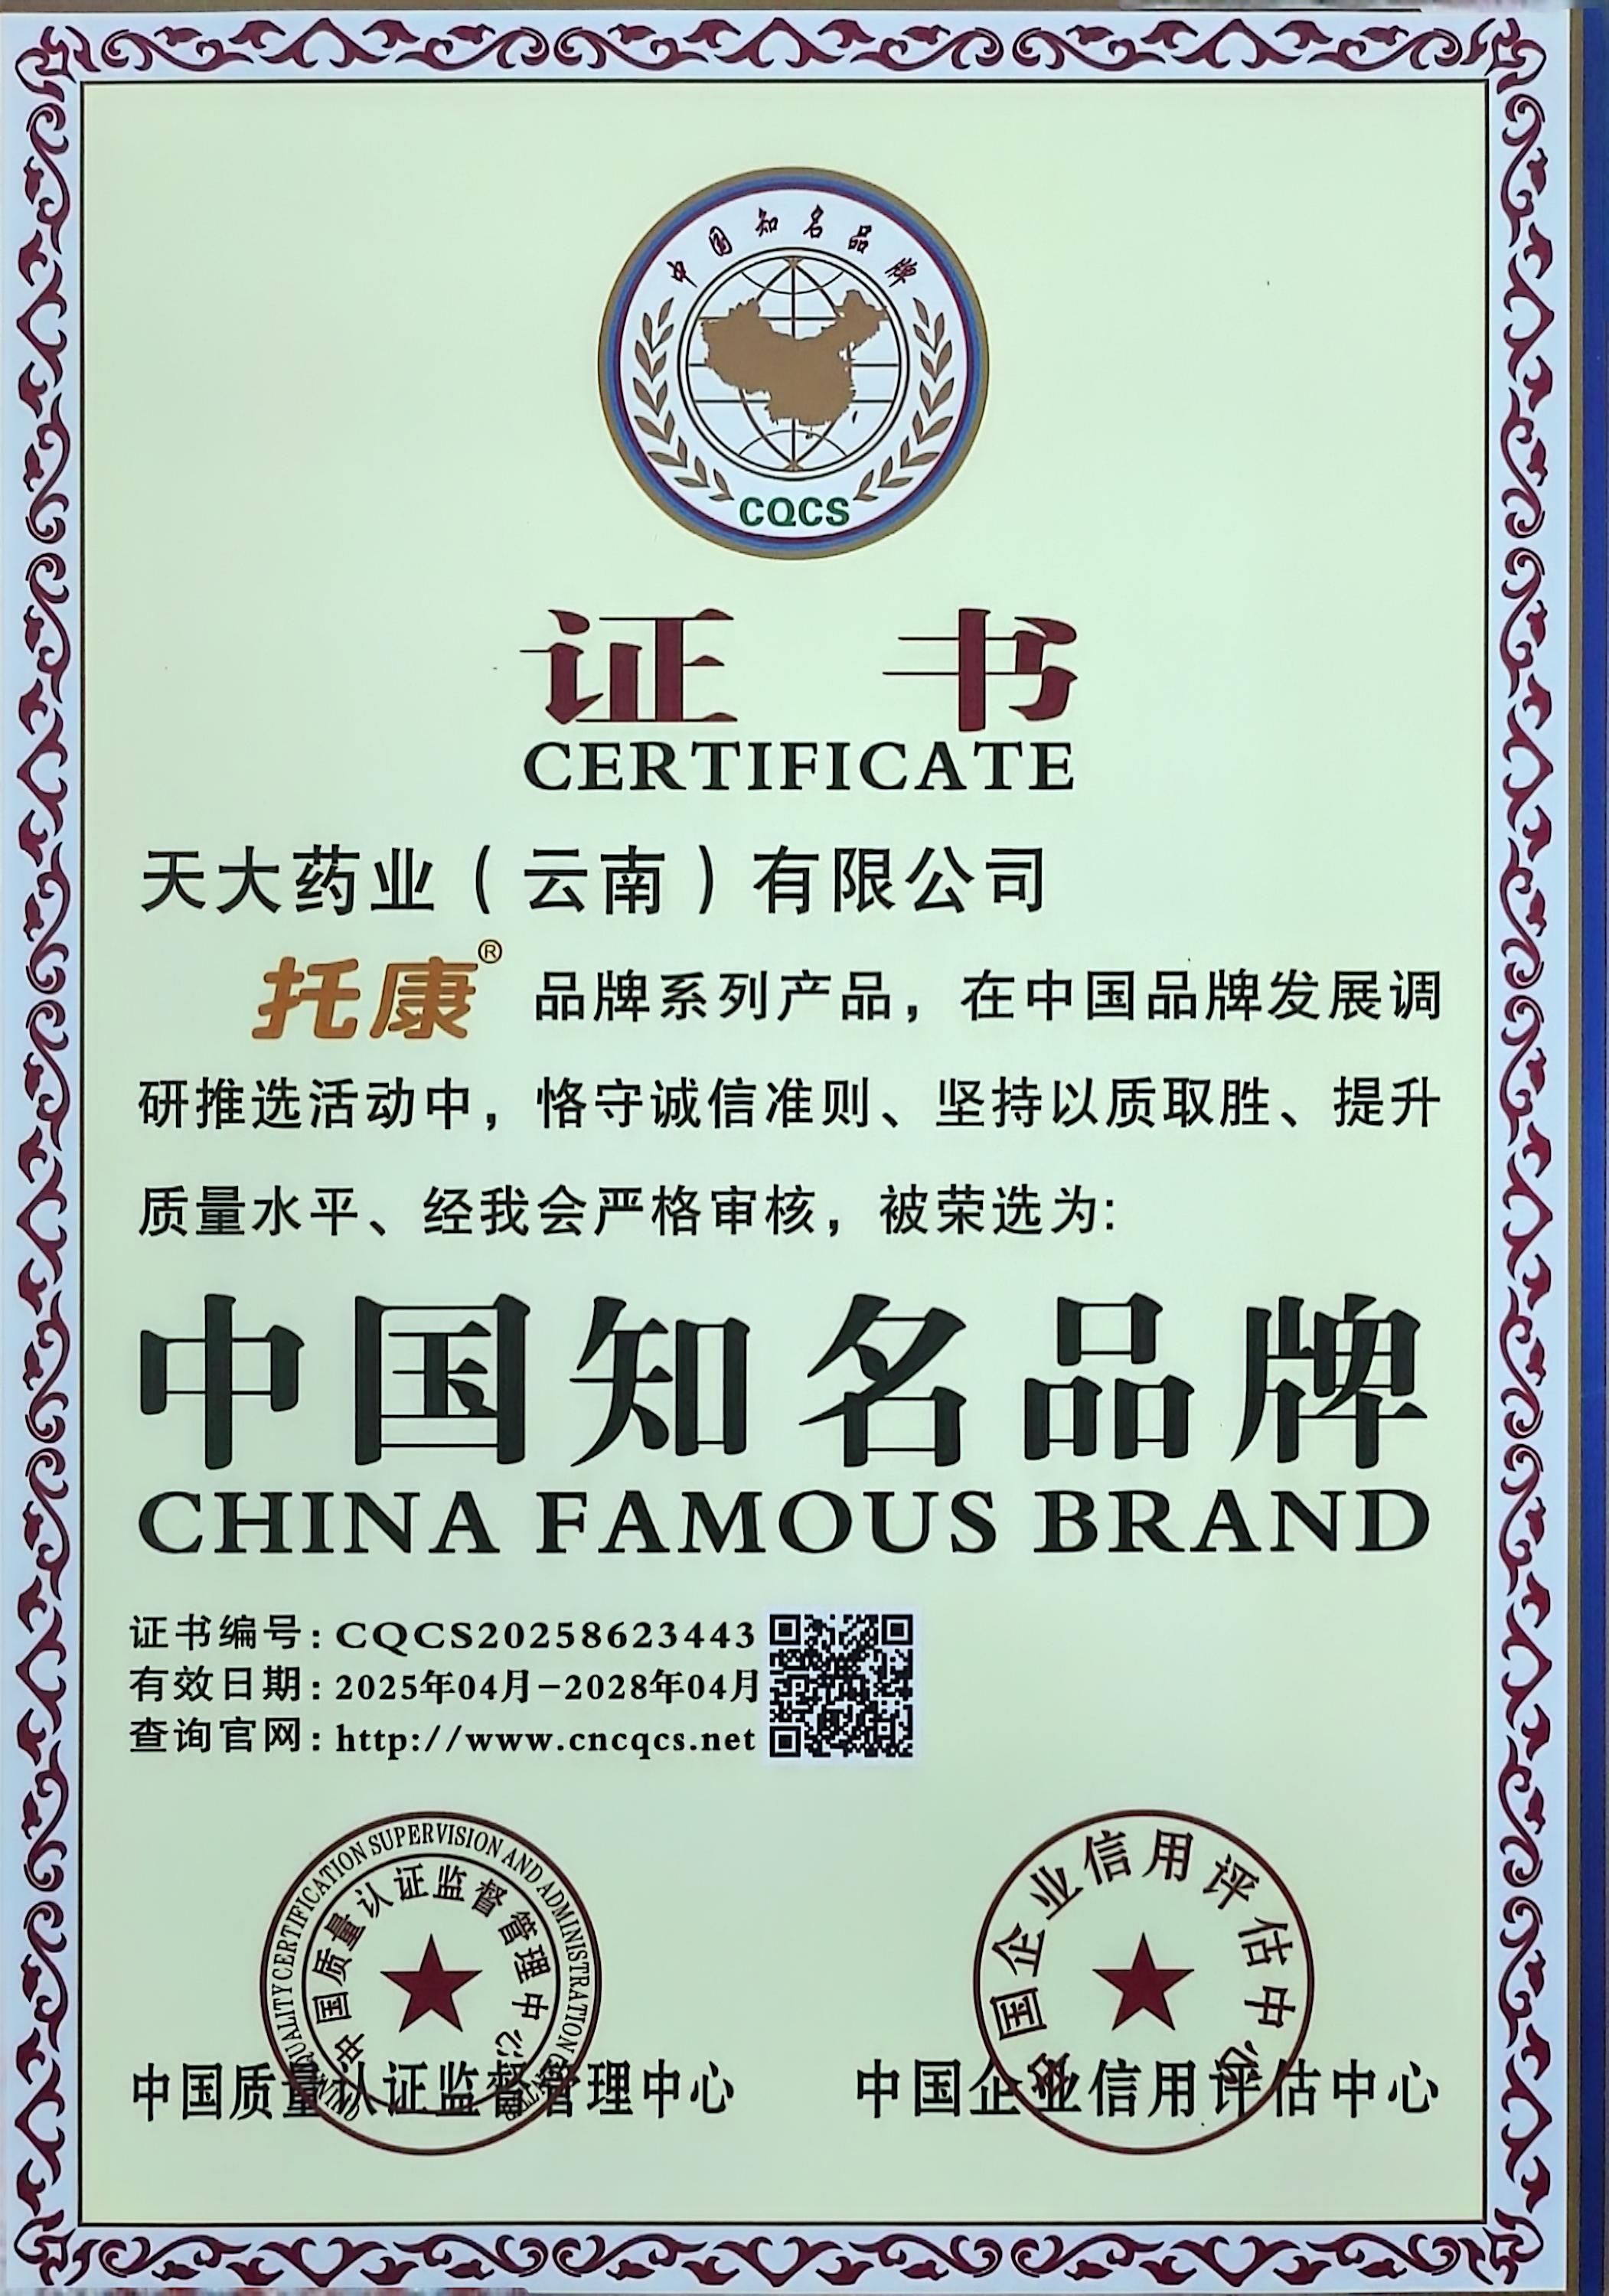 中国知名品牌
CQCS
证 书
CERTIFICATE
天大药业（云南）有限公司
托康® 品牌系列产品，在中国品牌发展调
研推选活动中，恪守诚信准则、坚持以质取胜、提升
质量水平、经我会严格审核，被荣选为:
中国知名品牌
CHINA FAMOUS BRAND
证书编号: CQCS20258623443
有效日期: 2025年04月-2028年04月
查询官网: http://www.cncqcs.net
CHINA QUALITY CERTIFICATION SUPERVISION AND ADMINISTRATION CENTER
中国质量认证监督管理中心
中国企业信用评估中心
中国质量认证监督管理中心
中国企业信用评估中心